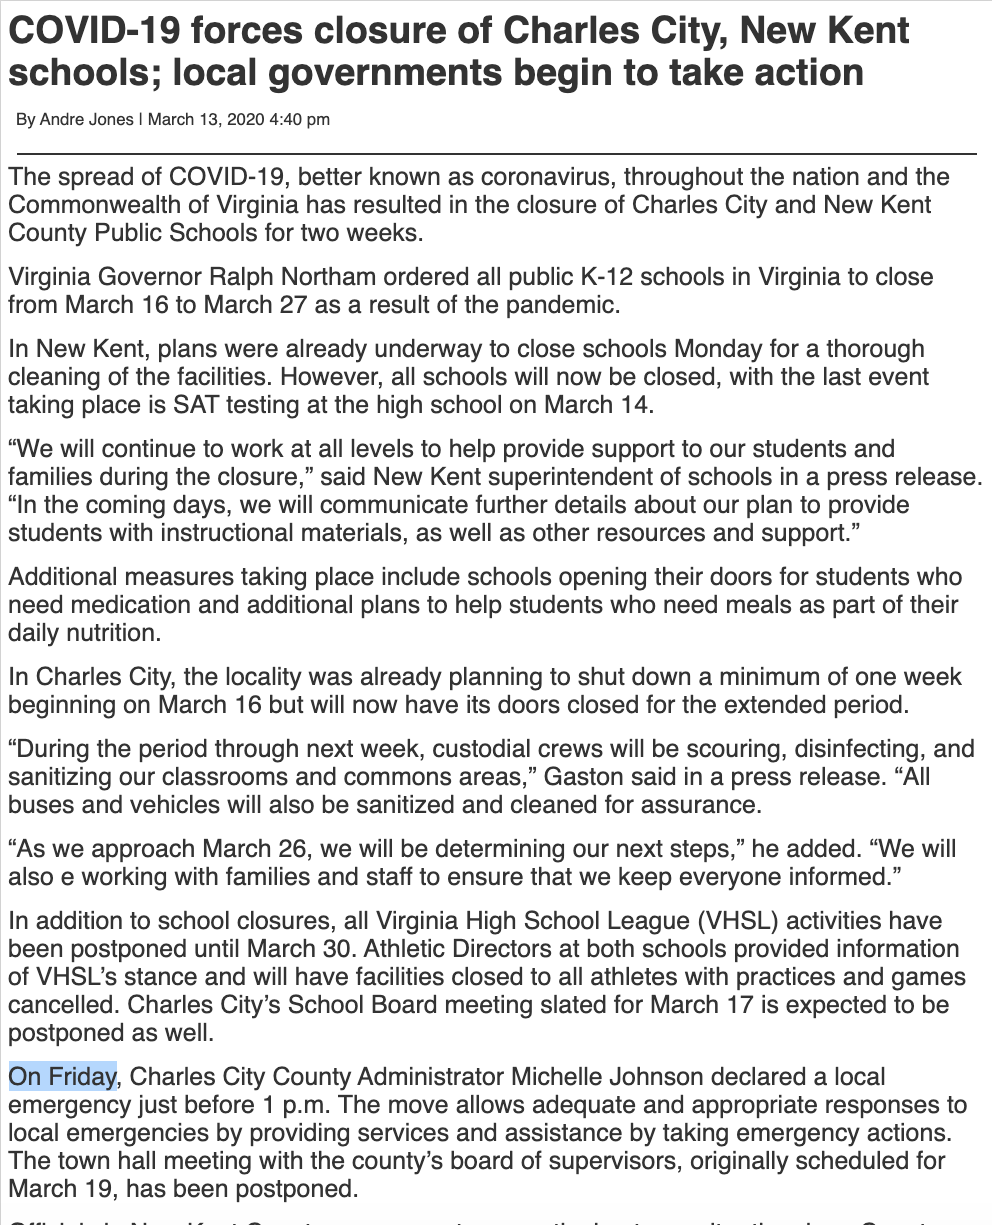 COVID-19 forces closure of Charles City, New Kent
schools; local governments begin to take action
By Andre Jones | March 13, 2020 4:40 pm
The spread of COVID-19, better known as coronavirus, throughout the nation and the
Commonwealth of Virginia has resulted in the closure of Charles City and New Kent
County Public Schools for two weeks.
Virginia Governor Ralph Northam ordered all public K-12 schools in Virginia to close
from March 16 to March 27 as a result of the pandemic.
In New Kent, plans were already underway to close schools Monday for a thorough
cleaning of the facilities. However, all schools will now be closed, with the last event
taking place is SAT testing at the high school on March 14.
“We will continue to work at all levels to help provide support to our students and
families during the closure,” said New Kent superintendent of schools in a press release.
“In the coming days, we will communicate further details about our plan to provide
students with instructional materials, as well as other resources and support.”
Additional measures taking place include schools opening their doors for students who
need medication and additional plans to help students who need meals as part of their
daily nutrition.
In Charles City, the locality was already planning to shut down a minimum of one week
beginning on March 16 but will now have its doors closed for the extended period.
“During the period through next week, custodial crews will be scouring, disinfecting, and
sanitizing our classrooms and commons areas,” Gaston said in a press release. “All
buses and vehicles will also be sanitized and cleaned for assurance.
“As we approach March 26, we will be determining our next steps,” he added. “We will
also e working with families and staff to ensure that we keep everyone informed.”
In addition to school closures, all Virginia High School League (VHSL) activities have
been postponed until March 30. Athletic Directors at both schools provided information
of VHSL’s stance and will have facilities closed to all athletes with practices and games
cancelled. Charles City’s School Board meeting slated for March 17 is expected to be
postponed as well.
On Friday, Charles City County Administrator Michelle Johnson declared a local
emergency just before 1 p.m. The move allows adequate and appropriate responses to
local emergencies by providing services and assistance by taking emergency actions.
The town hall meeting with the county’s board of supervisors, originally scheduled for
March 19, has been postponed.